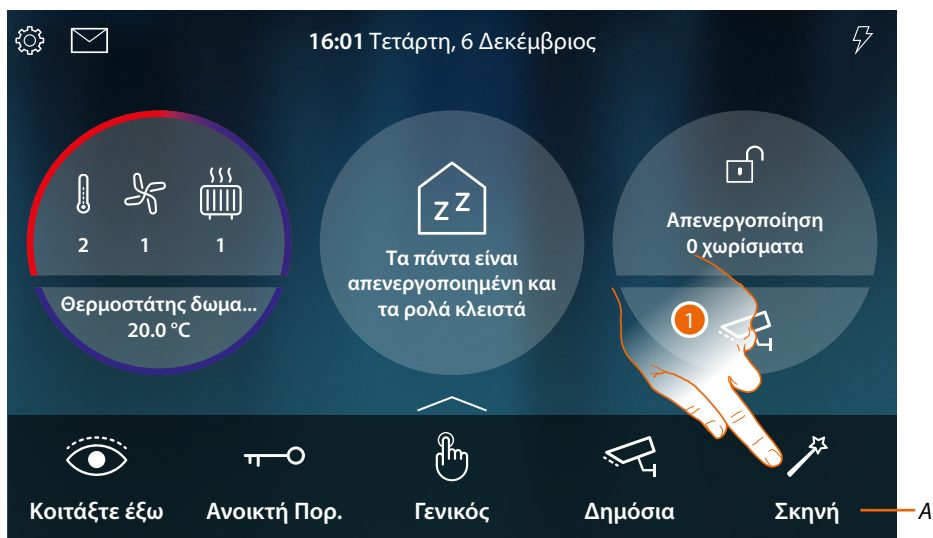 16:01 Τετάρτη, 6 Δεκέμβριος
2 1 1
Θερμοστάτης δωμα...
20.0 °C
z Z
Τα πάντα είναι
απενεργοποιημένη και
τα ρολά κλειστά
Απενεργοποίηση
0 χωρίσματα
1
Κοιτάξτε έξω
Ανοικτή Πορ.
Γενικός
Δημόσια
Σκηνή
A